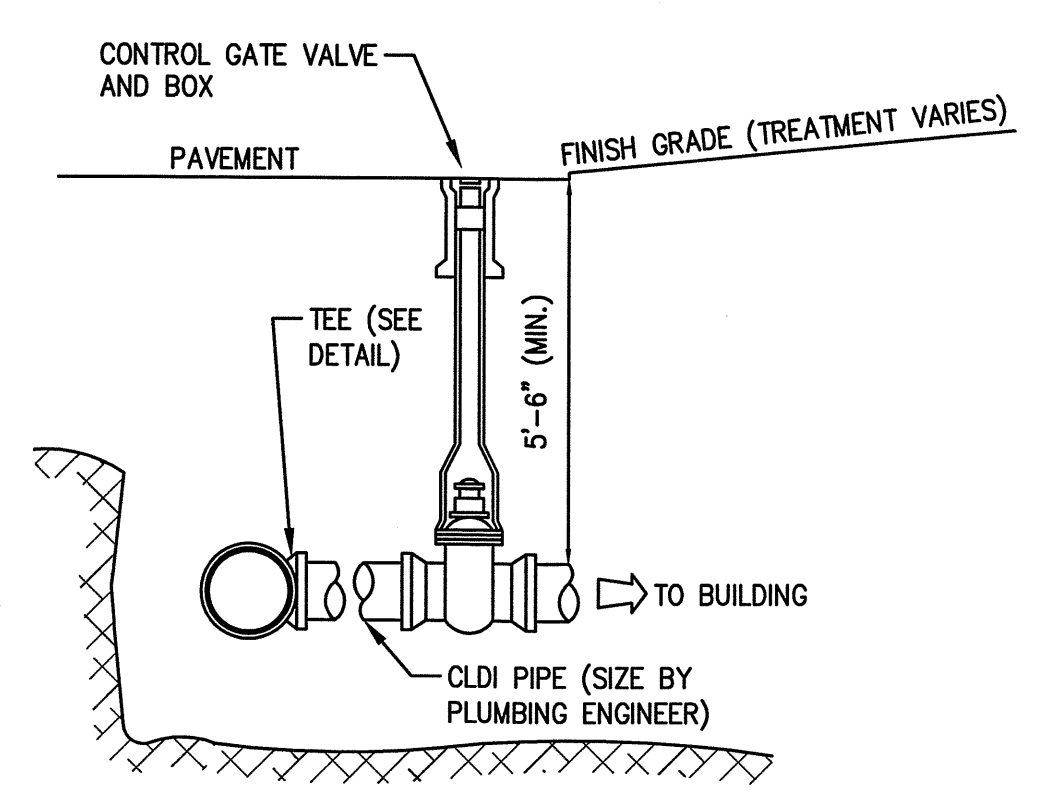 CONTROL GATE VALVE
AND BOX
PAVEMENT
FINISH GRADE (TREATMENT VARIES)
TEE (SEE
DETAIL)
5'-6" (MIN.)
TO BUILDING
CLDI PIPE (SIZE BY
PLUMBING ENGINEER)